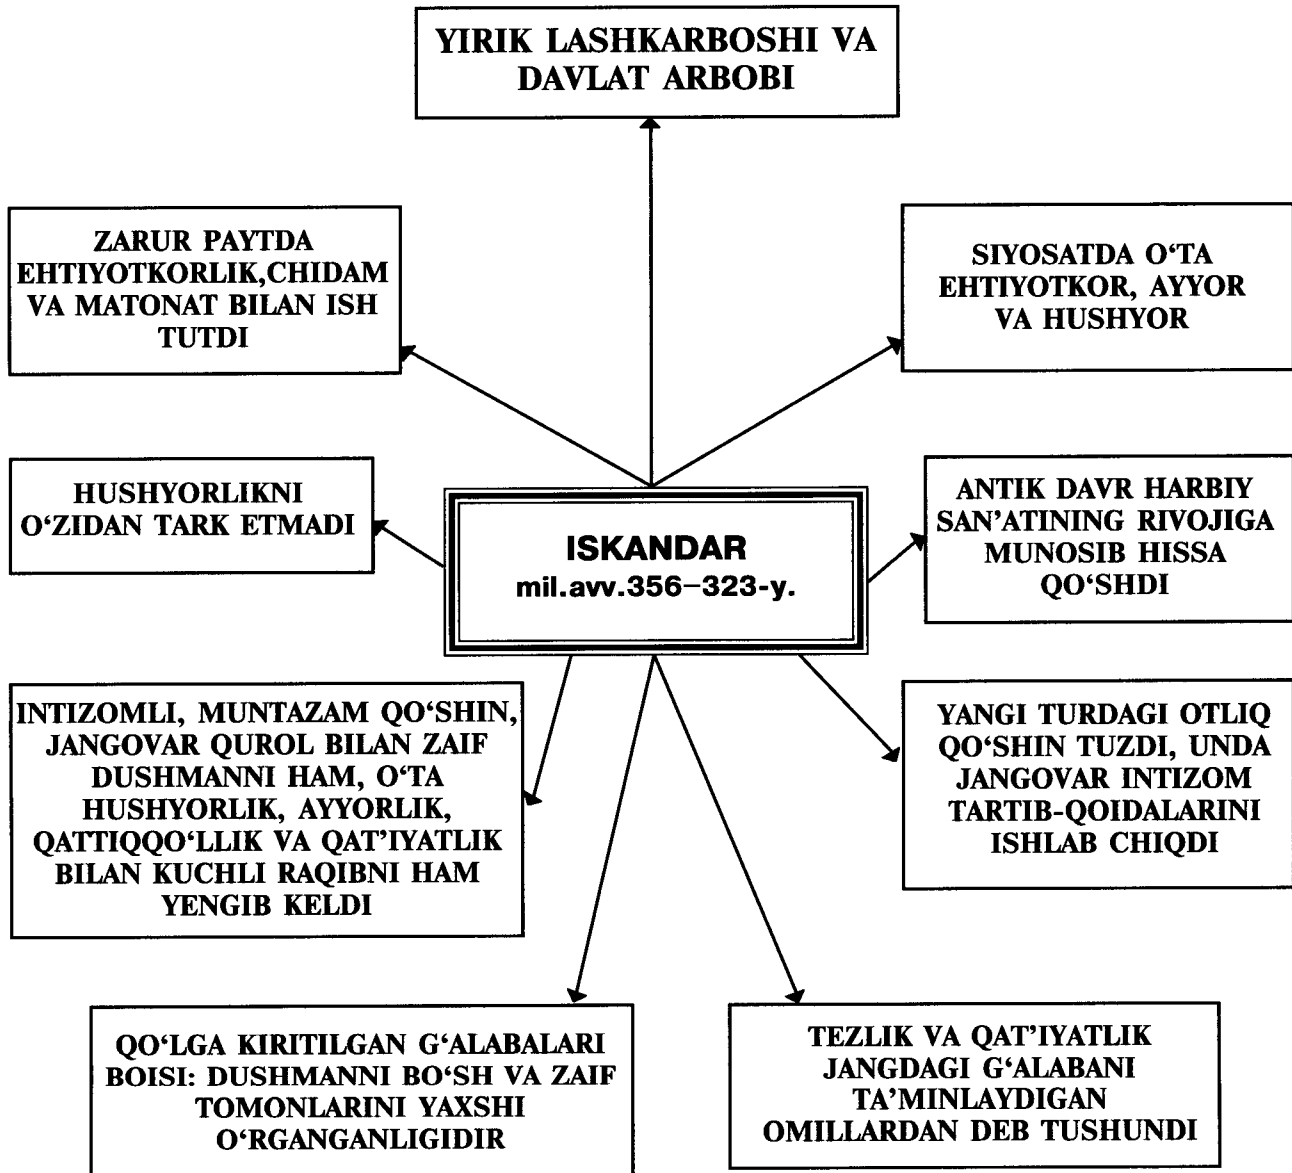 YIRIK LASHKARBOSHI VA
DAVLAT ARBOBI
ZARUR PAYTDA
EHTIYOTKORLIK,CHIDAM
VA MATONAT BILAN ISH
TUTDI
SIYOSATDA O‘TA
EHTIYOTKOR, AYYOR
VA HUSHYOR
HUSHYORLIKNI
O‘ZIDAN TARK ETMADI
ISKANDAR
mil.avv.356–323-y.
ANTIK DAVR HARBIY
SAN’ATINING RIVOJIGA
MUNOSIB HISSA
QO‘SHDI
INTIZOMLI, MUNTAZAM QO‘SHIN,
JANGOVAR QUROL BILAN ZAIF
DUSHMANNI HAM, O‘TA
HUSHYORLIK, AYYORLIK,
QATTIQQO‘LLIK VA QAT’IYATLIK
BILAN KUCHLI RAQIBNI HAM
YENGIB KELDI
YANGI TURDAGI OTLIQ
QO‘SHIN TUZDI, UNDA
JANGOVAR INTIZOM
TARTIB-QOIDALARINI
ISHLAB CHIQDI
QO‘LGA KIRITILGAN G‘ALABALARI
BOISI: DUSHMANNI BO‘SH VA ZAIF
TOMONLARINI YAXSHI
O‘RGANGANLIGIDIR
TEZLIK VA QAT’IYATLIK
JANGDAGI G‘ALABANI
TA’MINLAYDIGAN
OMILLARDAN DEB TUSHUNDI